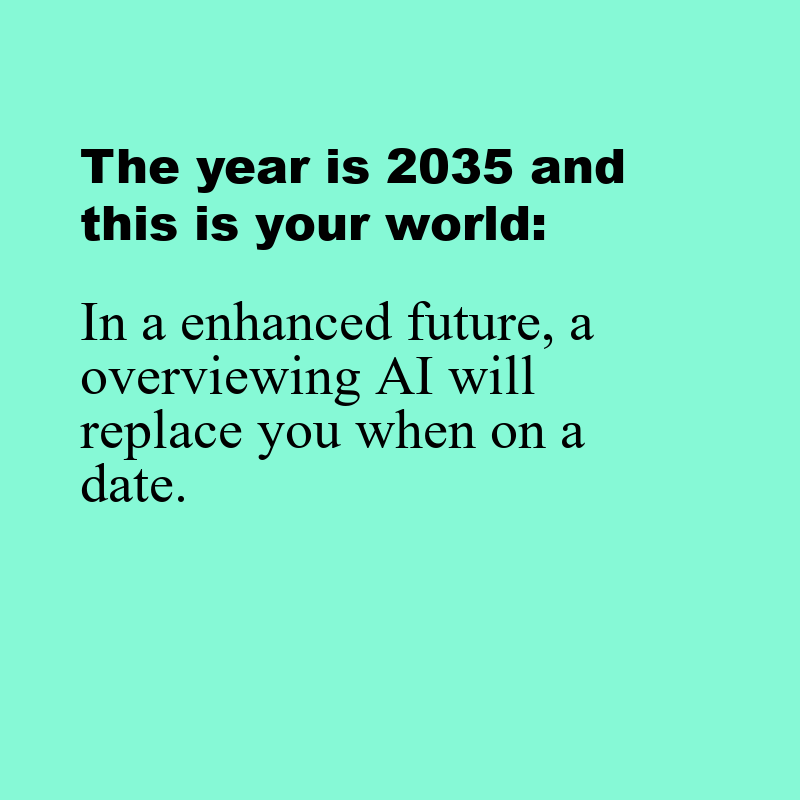 The year is 2035 and
this is your world:
In a enhanced future, a
overviewing AI will
replace you when on a
date.